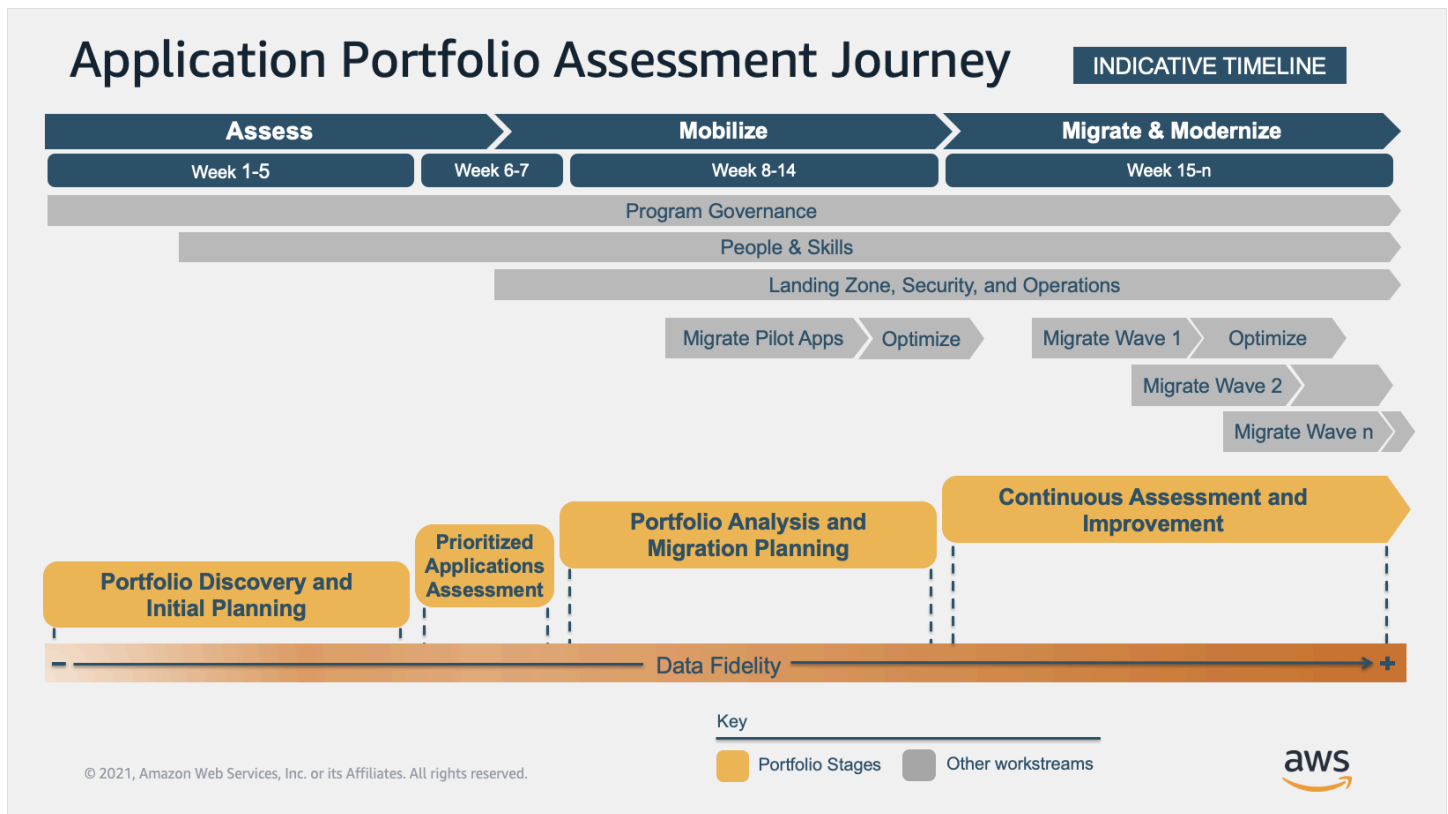 Application Portfolio Assessment Journey
INDICATIVE TIMELINE
Assess
Mobilize
Migrate & Modernize
Week 1-5
Week 6-7
Week 8-14
Week 15-n
Program Governance
People & Skills
Landing Zone, Security, and Operations
Migrate Pilot Apps
Optimize
Migrate Wave 1
Optimize
Migrate Wave 2
Migrate Wave n
Portfolio Discovery and
Initial Planning
Prioritized
Applications
Assessment
Portfolio Analysis and
Migration Planning
Continuous Assessment and
Improvement
− Data Fidelity +
Key
Portfolio Stages
Other workstreams
© 2021, Amazon Web Services, Inc. or its Affiliates. All rights reserved.
aws